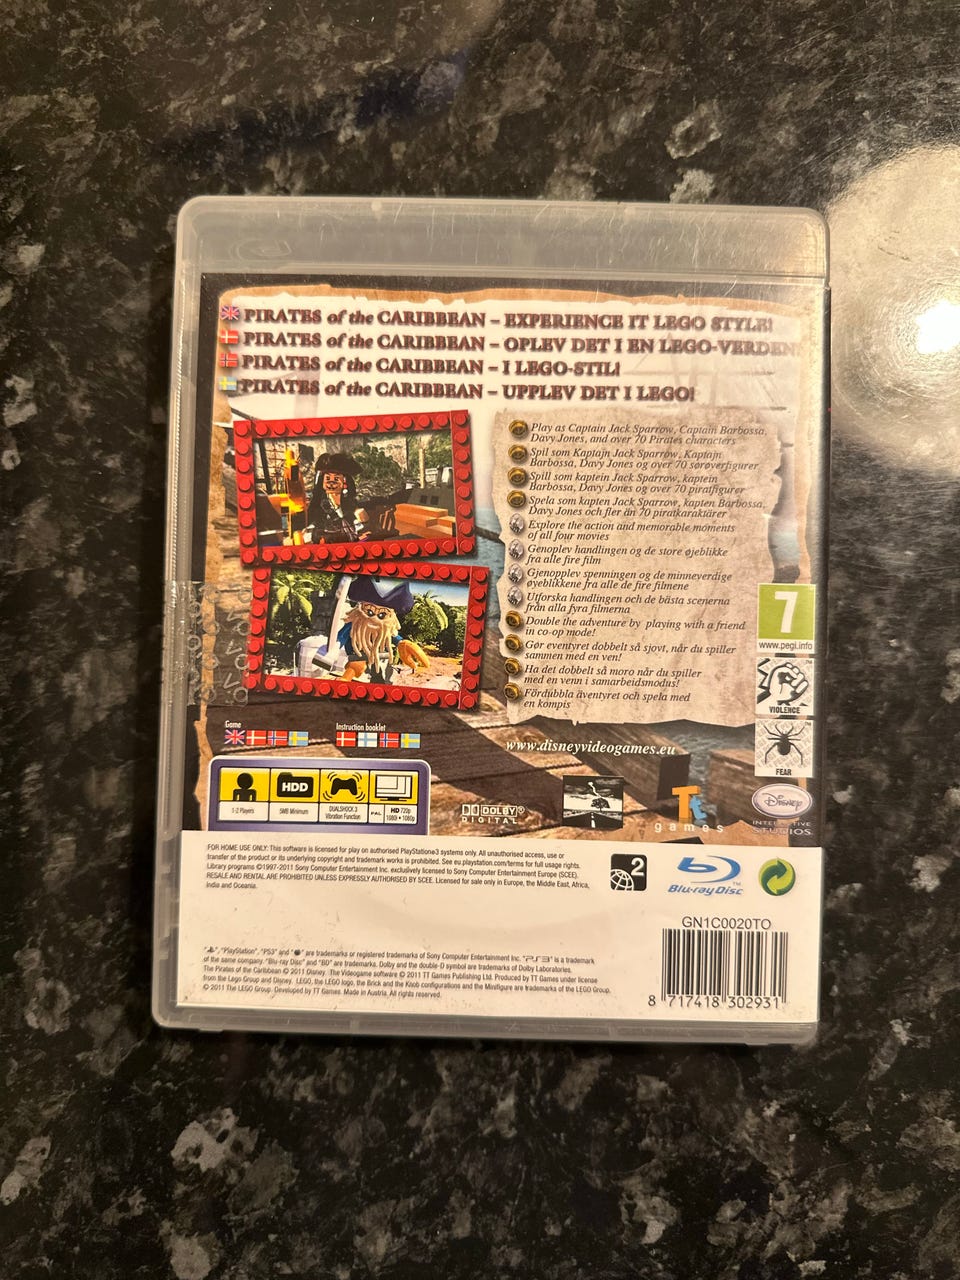 PIRATES of the CARIBBEAN – EXPERIENCE IT LEGO STYLE!
PIRATES of the CARIBBEAN – OPLEV DET I EN LEGO-VERDEN!
PIRATES of the CARIBBEAN – I LEGO-STIL!
PIRATES of the CARIBBEAN – UPPLEV DET I LEGO!
Play as Captain Jack Sparrow, Captain Barbossa,
Davy Jones, and over 70 Pirates characters
Spil som Kaptajn Jack Sparrow, Kaptajn
Barbossa, Davy Jones og over 70 sørøverfigurer
Spill som kaptein Jack Sparrow, kaptein
Barbossa, Davy Jones og over 70 piratfigurer
Spela som kapten Jack Sparrow, kapten Barbossa,
Davy Jones och fler än 70 piratkaraktärer
Explore the action and memorable moments
of all four movies
Genoplev handlingen og de store øjeblikke
fra alle fire film
Gjenopplev spenningen og de minneverdige
øyeblikkene fra alle de fire filmene
Utforska handlingen och de bästa scenerna
från alla fyra filmerna
Double the adventure by playing with a friend
in co-op mode!
Gør eventyret dobbelt så sjovt, når du spiller
sammen med en ven!
Ha det dobbelt så moro når du spiller
med en venn i samarbeidsmodus!
Fördubbla äventyret och spela med
en kompis
7
www.pegi.info
VIOLENCE
FEAR
Game
Instruction booklet
www.disneyvideogames.eu
1-2 Players
HDD
5MB Minimum
DUALSHOCK 3
Vibration Function
PAL
HD 720p
1080i • 1080p
DOLBY®
DIGITAL
Tt
games
Disney
INTERACTIVE
STUDIOS
FOR HOME USE ONLY: This software is licensed for play on authorised PlayStation3 systems only. All unauthorised access, use or
transfer of the product or its underlying copyright and trademark works is prohibited. See eu.playstation.com/terms for full usage rights.
Library programs ©1997-2011 Sony Computer Entertainment Inc. exclusively licensed to Sony Computer Entertainment Europe (SCEE).
RESALE AND RENTAL ARE PROHIBITED UNLESS EXPRESSLY AUTHORISED BY SCEE. Licensed for sale only in Europe, the Middle East, Africa,
India and Oceania.
2
Blu-ray Disc™
GN1C0020TO
"PlayStation", "PS3" and are trademarks or registered trademarks of Sony Computer Entertainment Inc. "PS3" is a trademark
of the same company. "Blu-ray Disc" and "BD" are trademarks. Dolby and the double-D symbol are trademarks of Dolby Laboratories.
The Pirates of the Caribbean © 2011 Disney. The Videogame software © 2011 TT Games Publishing Ltd. Produced by TT Games under license
from the Lego Group and Disney. LEGO, the LEGO logo, the Brick and the Knob configurations and the Minifigure are trademarks of the LEGO Group.
© 2011 The LEGO Group. Developed by TT Games. Made in Austria. All rights reserved.
8 717418 302931